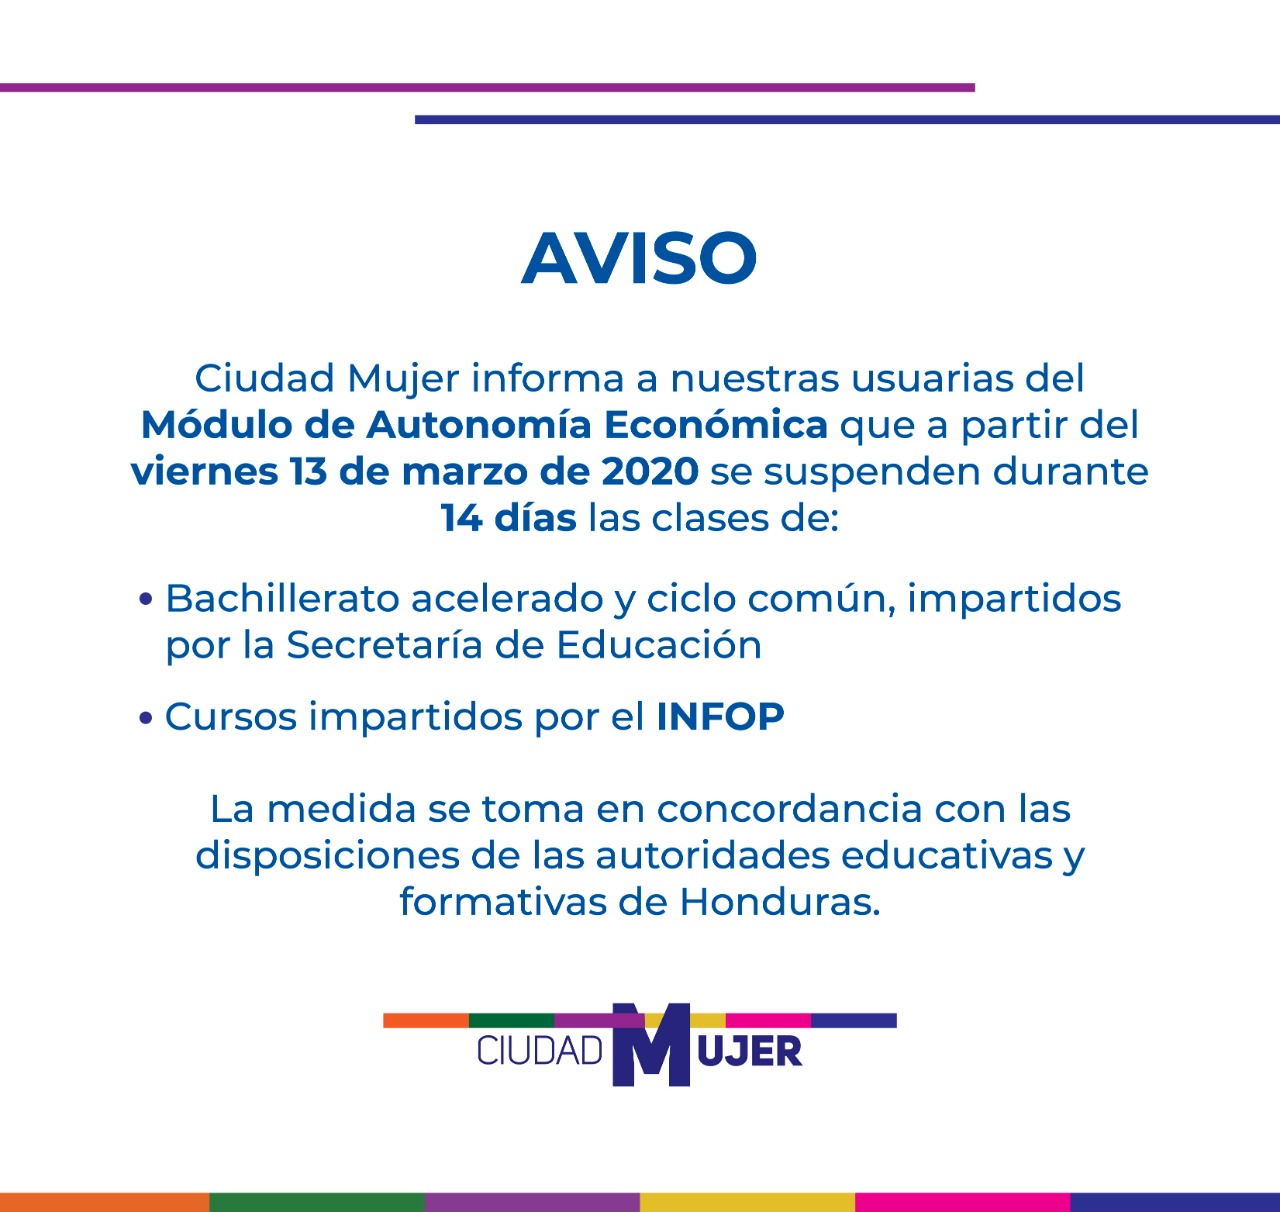 AVISO
Ciudad Mujer informa a nuestras usuarias del
Módulo de Autonomía Económica que a partir del
viernes 13 de marzo de 2020 se suspenden durante
14 días las clases de:
• Bachillerato acelerado y ciclo común, impartidos
por la Secretaría de Educación
• Cursos impartidos por el INFOP
La medida se toma en concordancia con las
disposiciones de las autoridades educativas y
formativas de Honduras.
CIUDAD MUJER